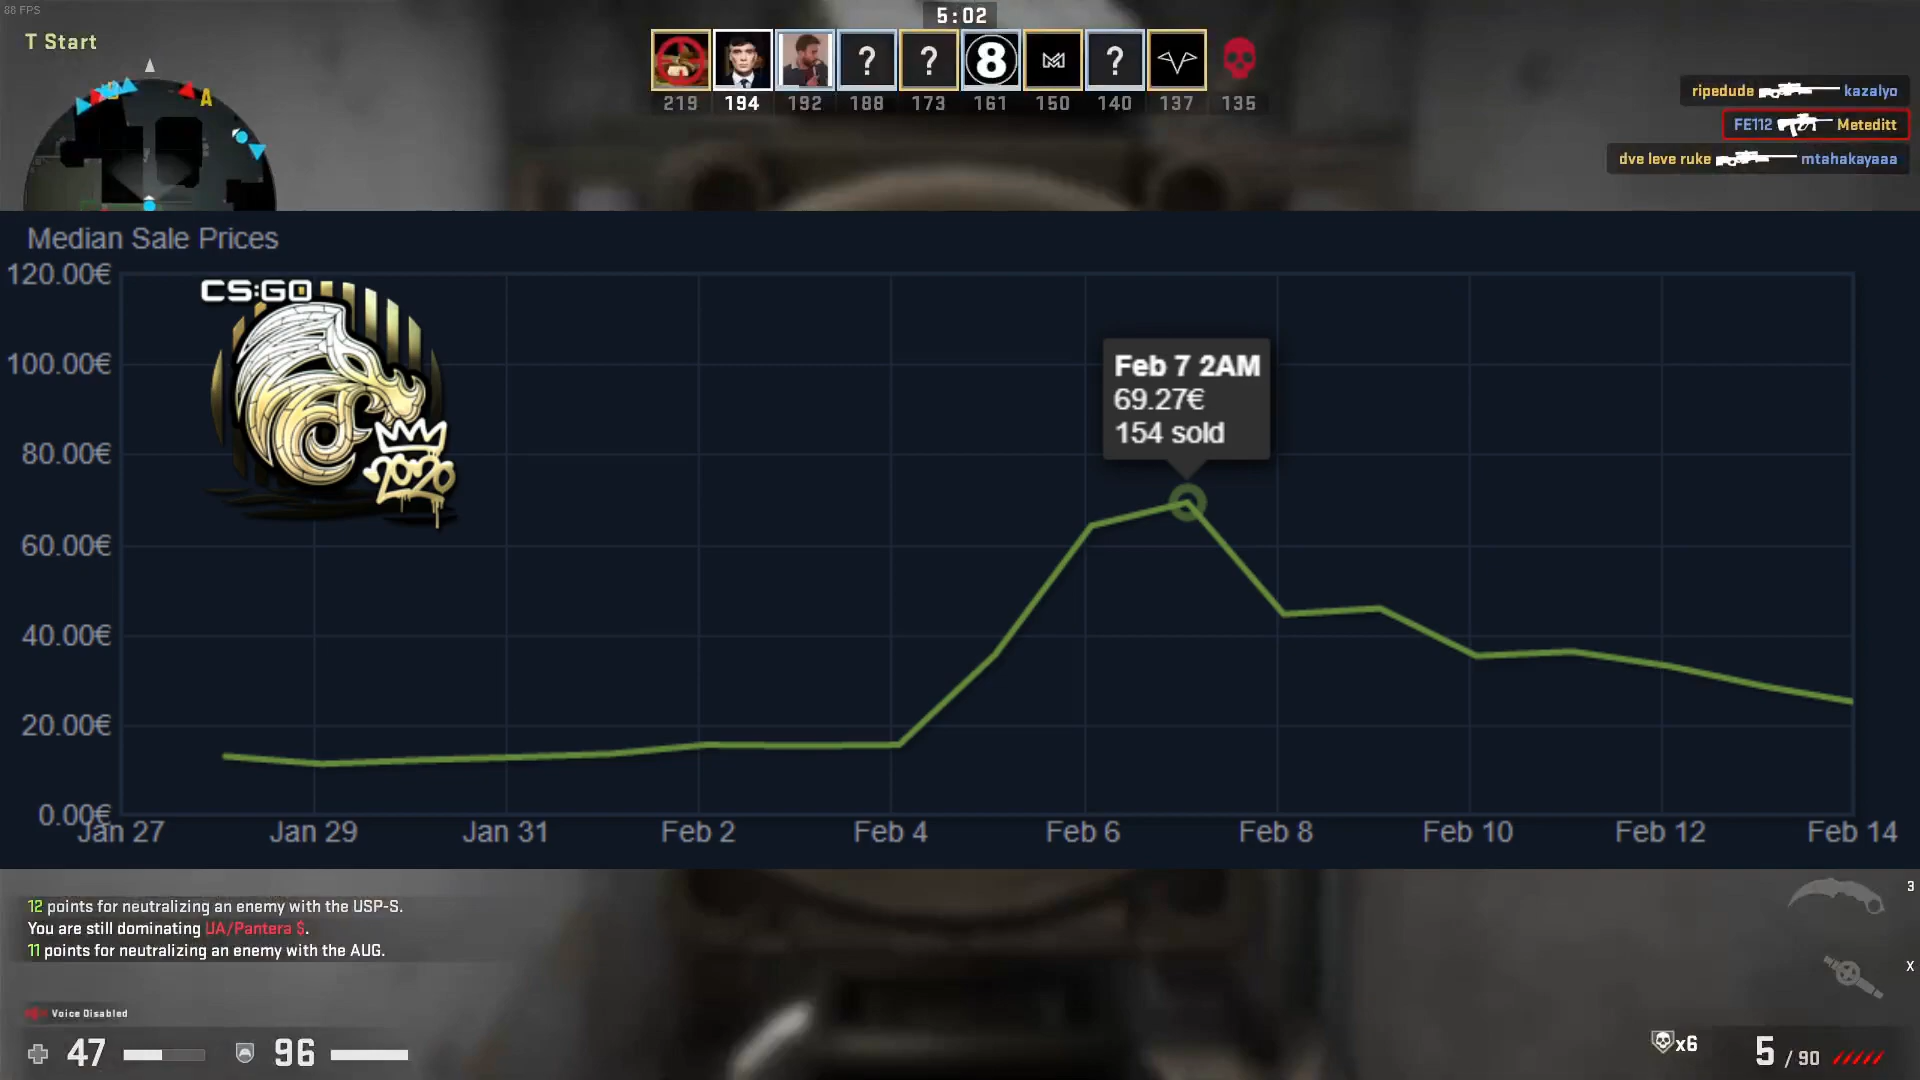 88 FPS
T Start
A
5:02
? ? 8 ?
219 194 192 188 173 161 150 140 137 135
ripedude kazalyo
FE112 Meteditt
dve leve ruke mtahakayaaa
Median Sale Prices
120.00€
100.00€
80.00€
60.00€
40.00€
20.00€
0.00€
CS:GO
2020
Feb 7 2AM
69.27€
154 sold
Jan 27 Jan 29 Jan 31 Feb 2 Feb 4 Feb 6 Feb 8 Feb 10 Feb 12 Feb 14
12 points for neutralizing an enemy with the USP-S.
You are still dominating UA/Pantera $.
11 points for neutralizing an enemy with the AUG.
Voice Disabled
47 96
3
X
x6
5 / 90